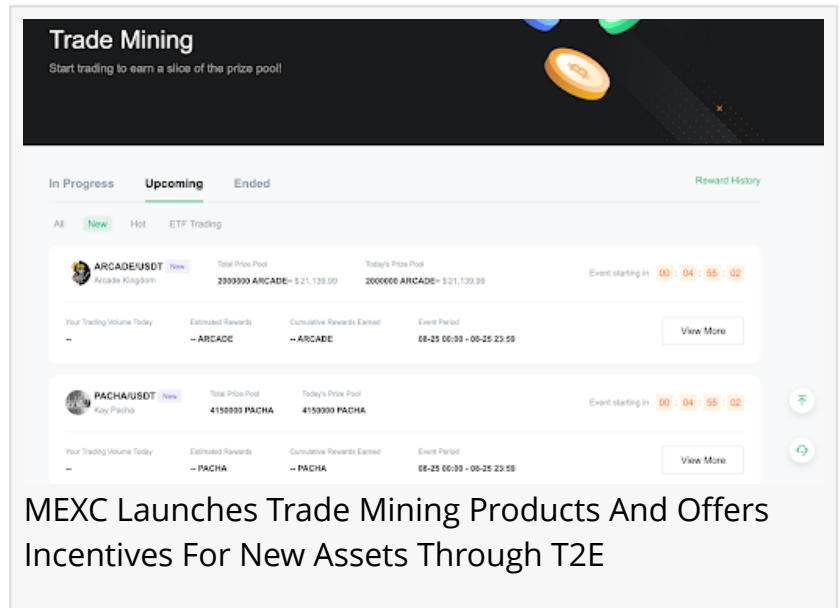 Trade Mining
Start trading to earn a slice of the prize pool!
In Progress Upcoming Ended Reward History
All New Hot ETF Trading
ARCADE/USDT New
Arcade Kingdom
Total Prize Pool
2000000 ARCADE≈ $21,139.99
Today's Prize Pool
2000000 ARCADE≈ $21,139.99
Event starting in 00 : 04 : 55 : 02
Your Trading Volume Today Estimated Rewards Cumulative Rewards Earned Event Period
-- -- ARCADE -- ARCADE 08-25 00:00 - 08-25 23:59
View More
PACHA/USDT New
Kay Pacha
Total Prize Pool
4150000 PACHA
Today's Prize Pool
4150000 PACHA
Event starting in 00 : 04 : 55 : 02
Your Trading Volume Today Estimated Rewards Cumulative Rewards Earned Event Period
-- -- PACHA -- PACHA 08-25 00:00 - 08-25 23:59
View More
MEXC Launches Trade Mining Products And Offers
Incentives For New Assets Through T2E